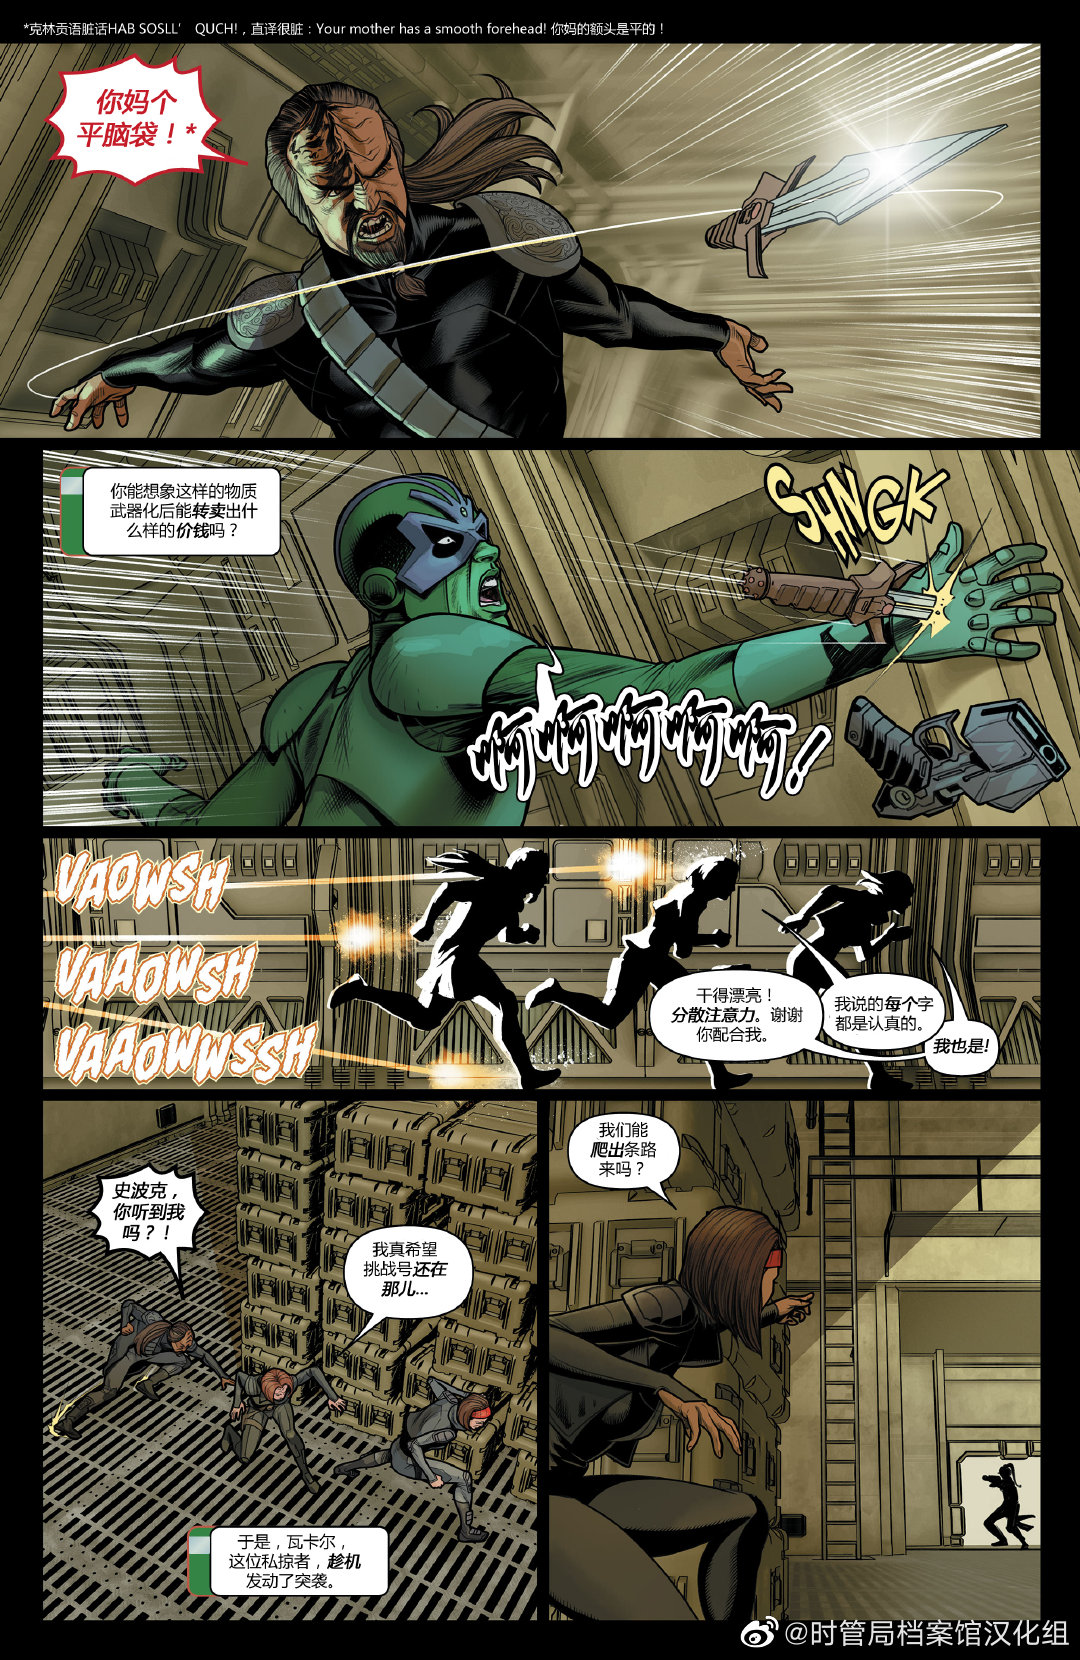 *克林贡语脏话HAB SOSLL' QUCH!，直译很脏：Your mother has a smooth forehead! 你妈的额头是平的！
你妈个
平脑袋！*
你能想象这样的物质
武器化后能转卖出什
么样的价钱吗？
SHNGK
啊啊啊啊啊！
VAOWSH
VAAOWSH
VAAOWWSSH
干得漂亮！
分散注意力。谢谢
你配合我。
我说的每个字
都是认真的。
我也是！
史波克，
你听到我
吗？！
我真希望
挑战号还在
那儿...
于是，瓦卡尔，
这位私掠者，趁机
发动了突袭。
我们能
爬出条路
来吗？
@时管局档案馆汉化组